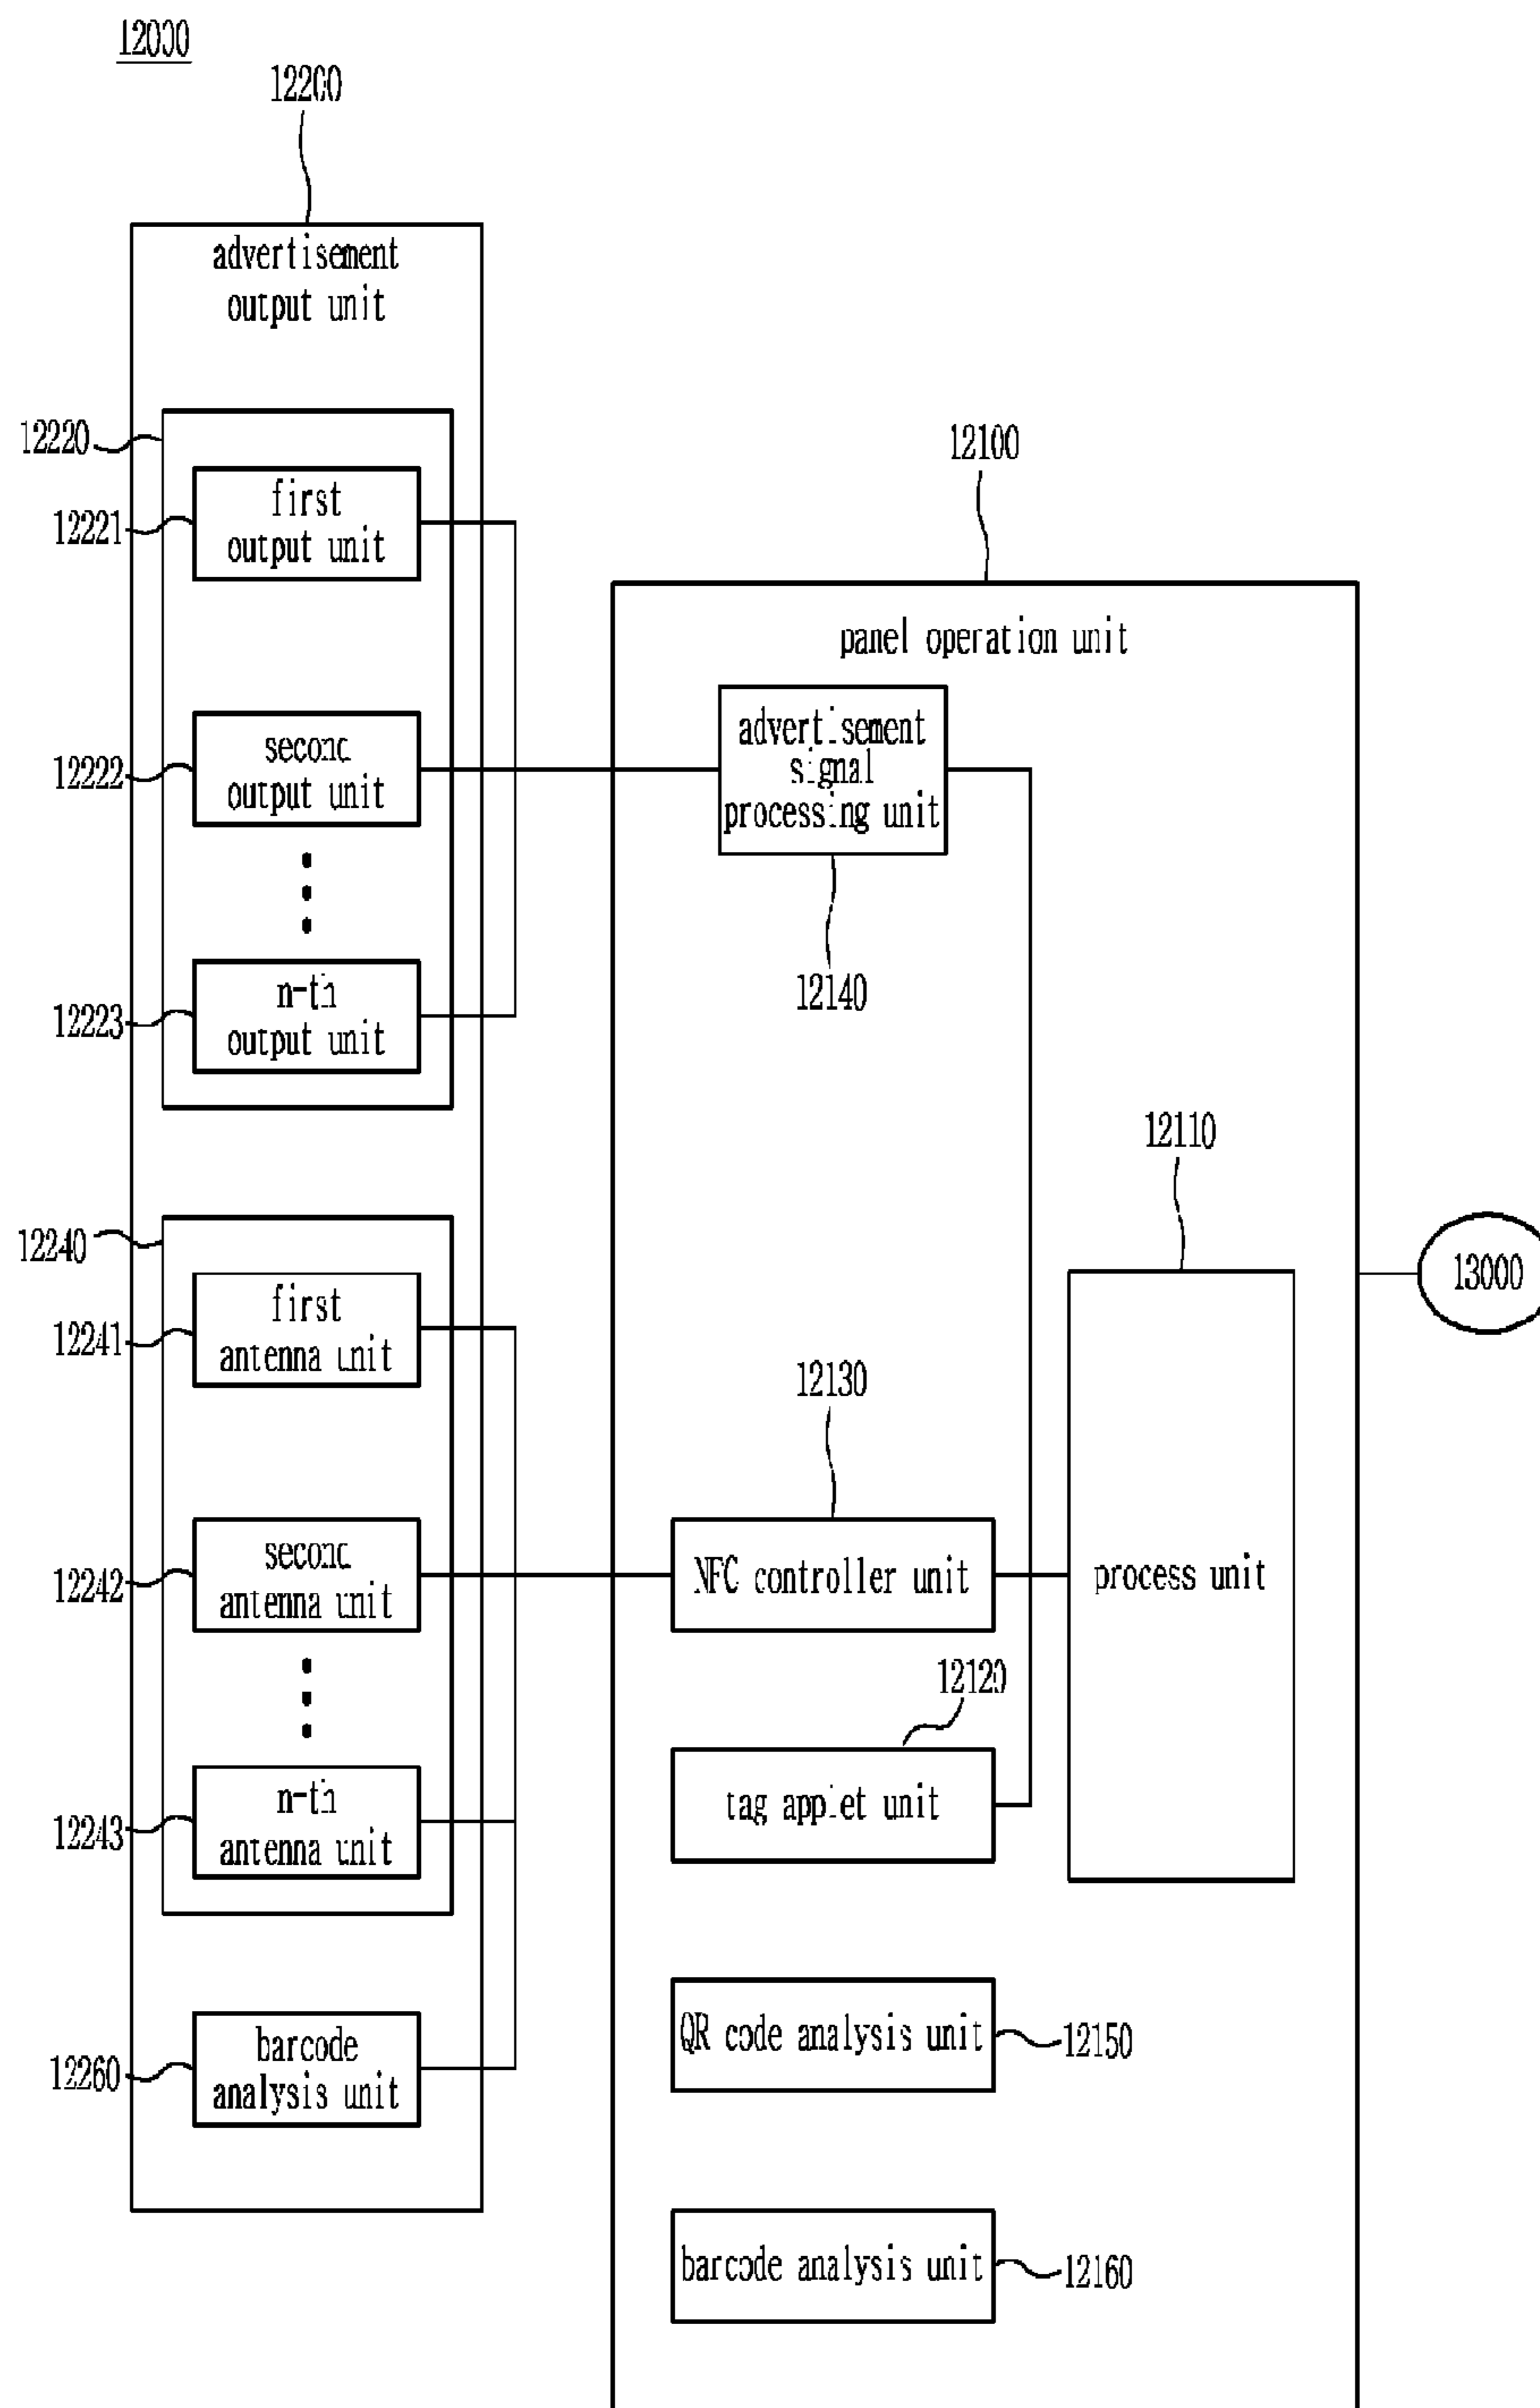 12000
12200
advertisement
output unit
12220
first
output unit
12221
second
output unit
12222
n-th
output unit
12223
12240
first
antenna unit
12241
second
antenna unit
12242
n-th
antenna unit
12243
barcode
analysis unit
12260
12100
panel operation unit
advertisement
signal
processing unit
12140
12110
13000
12130
NFC controller unit
process unit
12120
tag applet unit
QR code analysis unit
12150
barcode analysis unit
12160